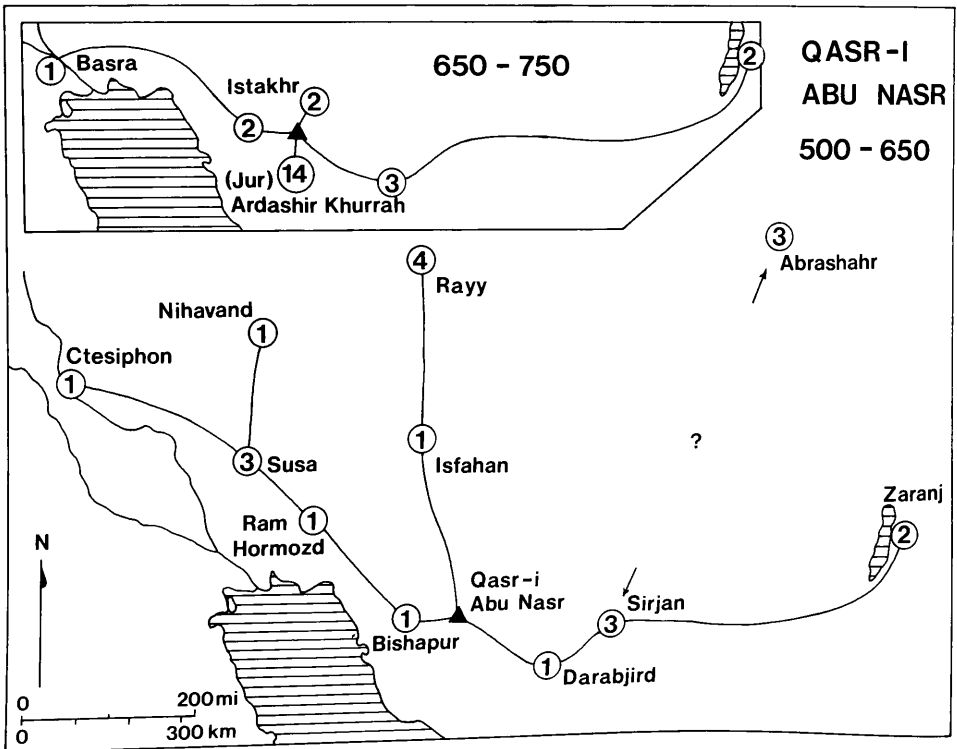 QASR-I
ABU NASR
500 - 650
650 - 750
1
Basra
Istakhr
2
2
2
(Jur)
14
Ardashir Khurrah
3
3
Abrashahr
4
Rayy
Nihavand
1
Ctesiphon
1
1
Isfahan
?
3
Susa
Zaranj
2
Ram
Hormozd
1
N
Qasr-i
Abu Nasr
Sirjan
3
1
Bishapur
1
Darabjird
0
200 mi
0
300 km